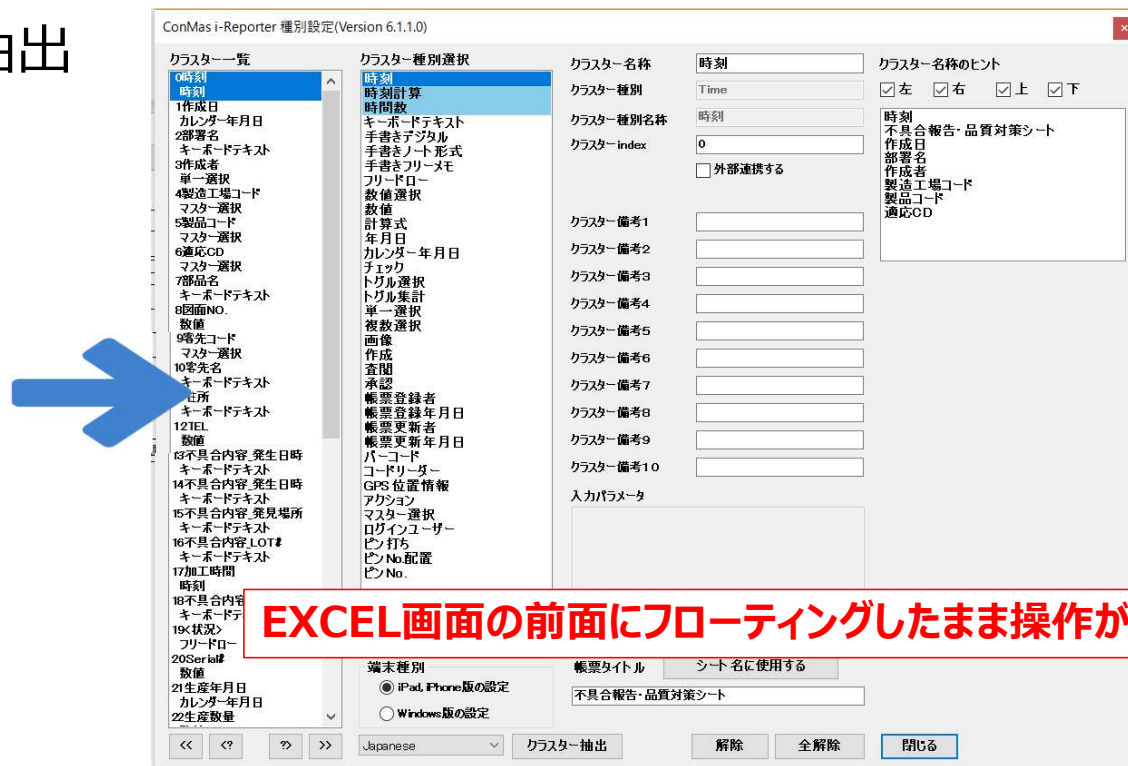 出
ConMas i-Reporter 種別設定(Version 6.1.1.0)
クラスター一覧
0時刻
時刻
1作成日
カレンダー年月日
2部署名
キーボードテキスト
3作成者
単一選択
4製造工場コード
マスター選択
5製品コード
マスター選択
6適応CD
マスター選択
7部品名
キーボードテキスト
8図面NO.
数値
9客先コード
マスター選択
10客先名
キーボードテキスト
住所
キーボードテキスト
12TEL
数値
13不具合内容_発生日時
キーボードテキスト
14不具合内容_発生日時
キーボードテキスト
15不具合内容_発見場所
キーボードテキスト
16不具合内容_LOT#
キーボードテキスト
17加工時間
時刻
18不具合内容
キーボードテ
19<状況>
フリードロー
20Serial#
数値
21生産年月日
カレンダー年月日
22生産数量
<< <? ?> >>
クラスター種別選択
時刻
時刻計算
時間数
キーボードテキスト
手書きデジタル
手書きノート形式
手書きフリーメモ
フリードロー
数値選択
数値
計算式
年月日
カレンダー年月日
チェック
トグル選択
トグル集計
単一選択
複数選択
画像
作成
査閲
承認
帳票登録者
帳票登録年月日
帳票更新者
帳票更新年月日
バーコード
コードリーダー
GPS位置情報
アクション
マスター選択
ログインユーザー
ピン打ち
ピンNo.配置
ピンNo.
端末種別
iPad, iPhone版の設定
Windows版の設定
Japanese
クラスター抽出
クラスター名称 時刻
クラスター種別 Time
クラスター種別名称 時刻
クラスターindex 0
外部連携する
クラスター備考1
クラスター備考2
クラスター備考3
クラスター備考4
クラスター備考5
クラスター備考6
クラスター備考7
クラスター備考8
クラスター備考9
クラスター備考10
入力パラメータ
クラスター名称のヒント
左 右 上 下
時刻
不具合報告・品質対策シート
作成日
部署名
作成者
製造工場コード
製品コード
適応CD
EXCEL画面の前面にフローティングしたまま操作が
帳票タイトル シート名に使用する
不具合報告・品質対策シート
解除 全解除 閉じる